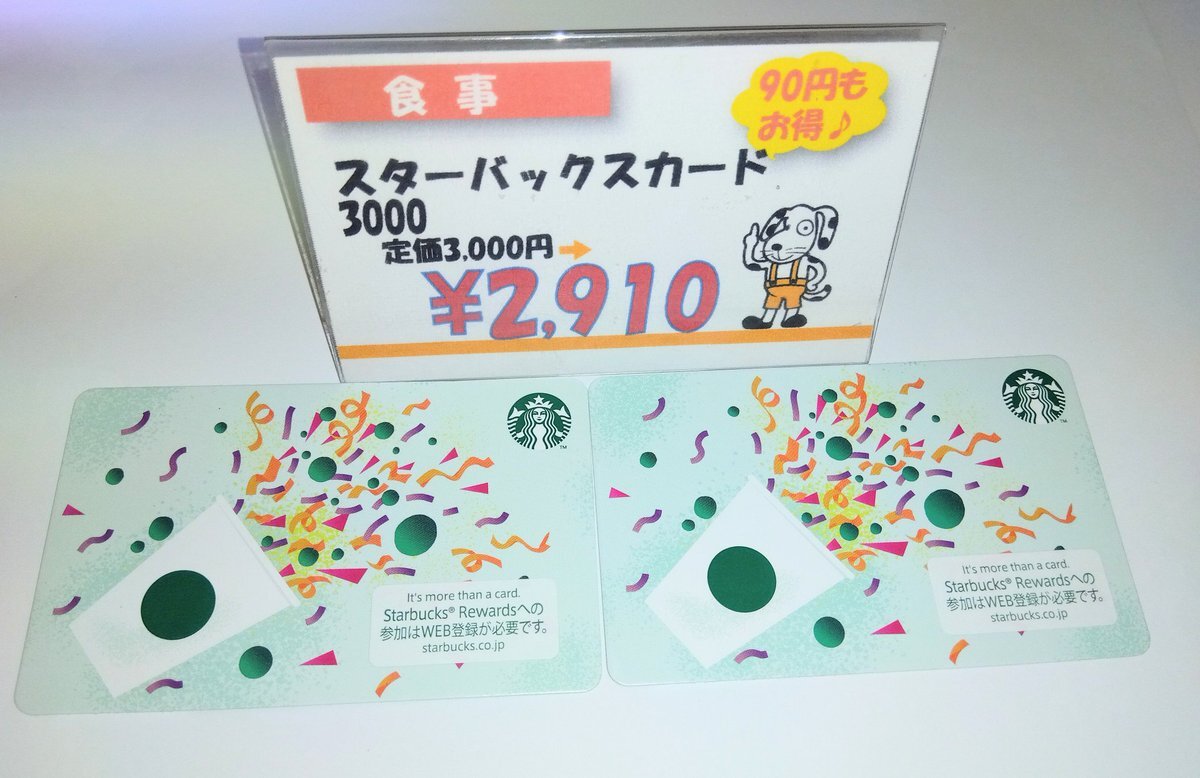 食事
90円も
お得♪
スターバックスカード
3000
定価3,000円→
¥2,910
It's more than a card.
Starbucks® Rewardsへの
参加はWEB登録が必要です。
starbucks.co.jp
It's more than a card.
Starbucks® Rewardsへの
参加はWEB登録が必要です。
starbucks.co.jp